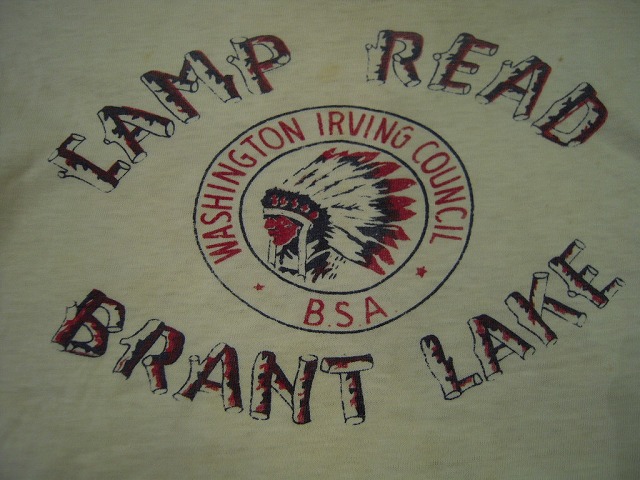 CAMP READ
WASHINGTON IRVING COUNCIL
B.S.A.
BRANT LAKE